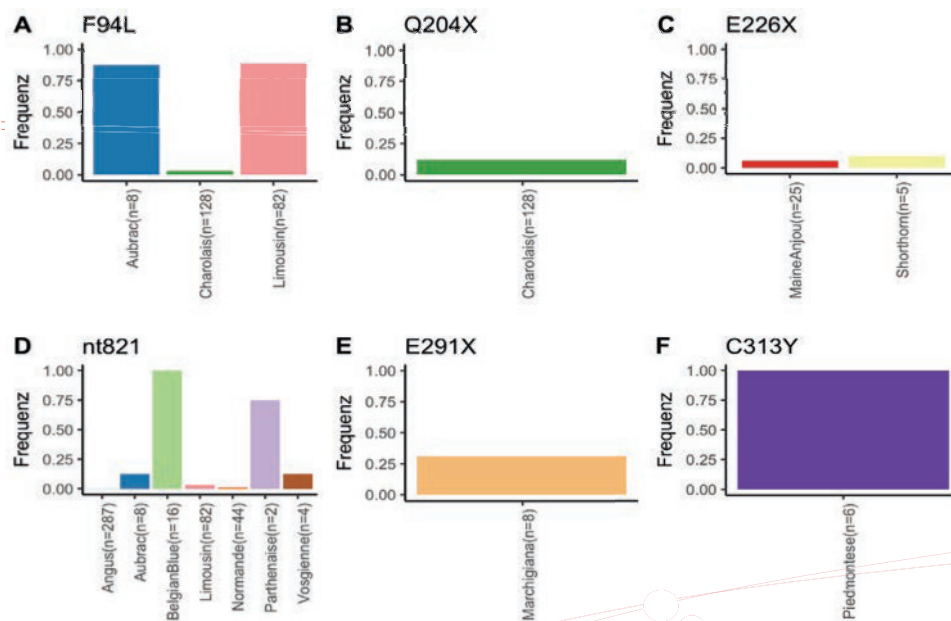 A F94L
Frequenz
1.00
0.75
0.50
0.25
0.00
Aubrac(n=8)
Charolais(n=128)
Limousin(n=82)
B Q204X
Frequenz
1.00
0.75
0.50
0.25
0.00
Charolais(n=128)
C E226X
Frequenz
1.00
0.75
0.50
0.25
0.00
MaineAnjou(n=25)
Shorthorn(n=5)
D nt821
Frequenz
1.00
0.75
0.50
0.25
0.00
Angus(n=287)
Aubrac(n=8)
BelgianBlue(n=16)
Limousin(n=82)
Normande(n=44)
Parthenaise(n=2)
Vosgienne(n=4)
E E291X
Frequenz
1.00
0.75
0.50
0.25
0.00
Marchigiana(n=8)
F C313Y
Frequenz
1.00
0.75
0.50
0.25
0.00
Piedmontese(n=6)